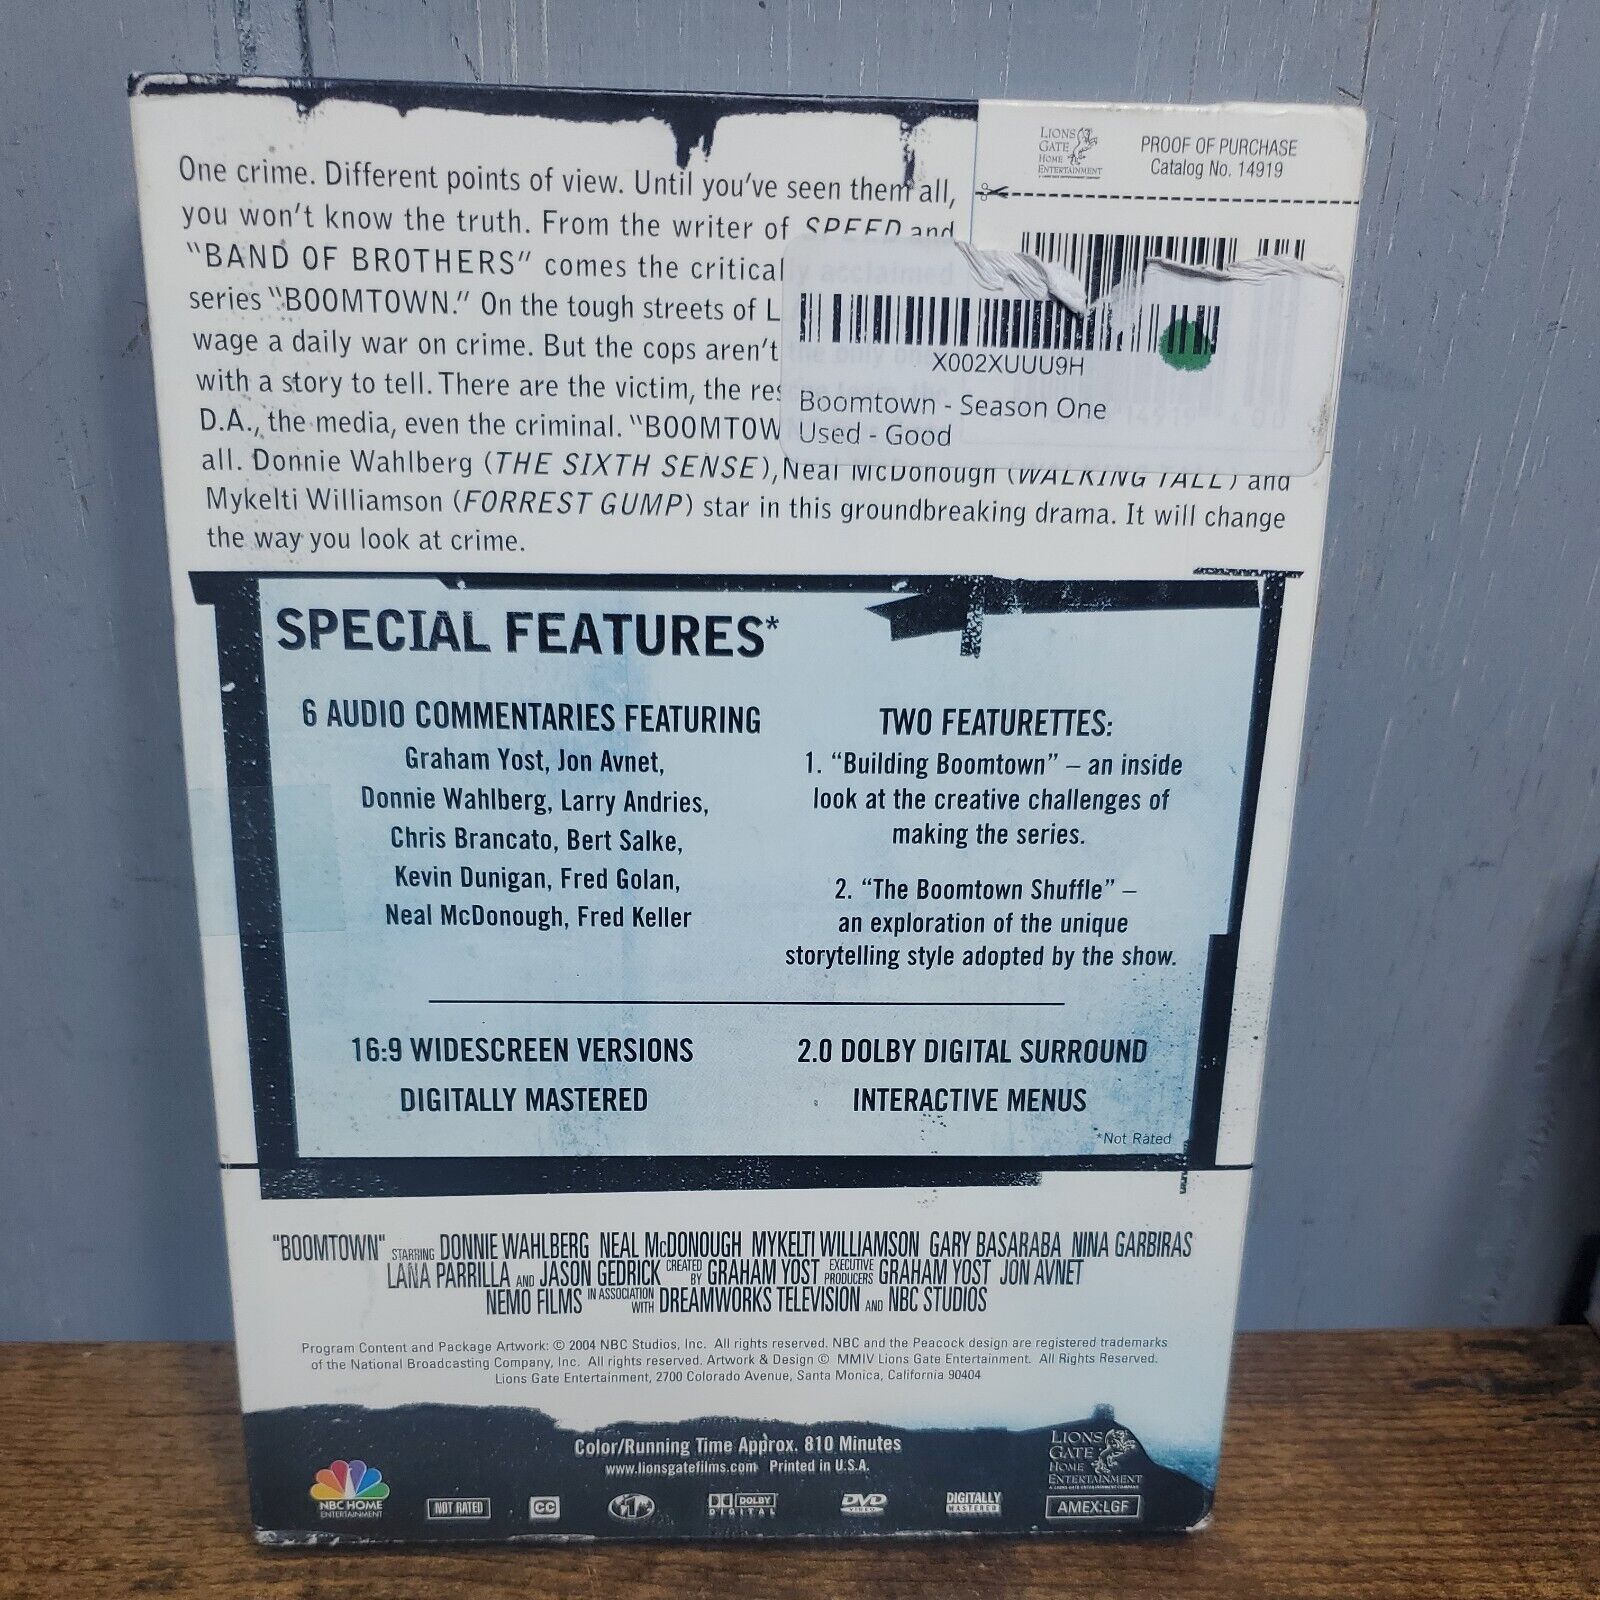 LIONS
GATE
HOME
ENTERTAINMENT
PROOF OF PURCHASE
Catalog No. 14919
One crime. Different points of view. Until you've seen them all,
you won't know the truth. From the writer of SPEED and
"BAND OF BROTHERS" comes the critically acclaimed
series "BOOMTOWN." On the tough streets of L
wage a daily war on crime. But the cops aren't the only one
with a story to tell. There are the victim, the rescue team, the
D.A., the media, even the criminal. "BOOMTOW
all. Donnie Wahlberg (THE SIXTH SENSE), Neal McDonough (WALKING TALL) and
Mykelti Williamson (FORREST GUMP) star in this groundbreaking drama. It will change
the way you look at crime.
X002XUUU9H
Boomtown - Season One
Used - Good
SPECIAL FEATURES*
6 AUDIO COMMENTARIES FEATURING
Graham Yost, Jon Avnet,
Donnie Wahlberg, Larry Andries,
Chris Brancato, Bert Salke,
Kevin Dunigan, Fred Golan,
Neal McDonough, Fred Keller
TWO FEATURETTES:
1. "Building Boomtown" – an inside
look at the creative challenges of
making the series.
2. "The Boomtown Shuffle" –
an exploration of the unique
storytelling style adopted by the show.
16:9 WIDESCREEN VERSIONS
DIGITALLY MASTERED
2.0 DOLBY DIGITAL SURROUND
INTERACTIVE MENUS
*Not Rated
"BOOMTOWN" STARRING DONNIE WAHLBERG NEAL McDONOUGH MYKELTI WILLIAMSON GARY BASARABA NINA GARBIRAS
LANA PARRILLA AND JASON GEDRICK CREATED BY GRAHAM YOST EXECUTIVE PRODUCERS GRAHAM YOST JON AVNET
NEMO FILMS IN ASSOCIATION WITH DREAMWORKS TELEVISION AND NBC STUDIOS
Program Content and Package Artwork: © 2004 NBC Studios, Inc. All rights reserved. NBC and the Peacock design are registered trademarks
of the National Broadcasting Company, Inc. All rights reserved. Artwork & Design © MMIV Lions Gate Entertainment. All Rights Reserved.
Lions Gate Entertainment, 2700 Colorado Avenue, Santa Monica, California 90404
Color/Running Time Approx. 810 Minutes
www.lionsgatefilms.com Printed in U.S.A.
NBC HOME
ENTERTAINMENT
NOT RATED
CC
1
DOLBY
DIGITAL
DVD
VIDEO
DIGITALLY
MASTERED
LIONS
GATE
HOME
ENTERTAINMENT
AMEX:LGF